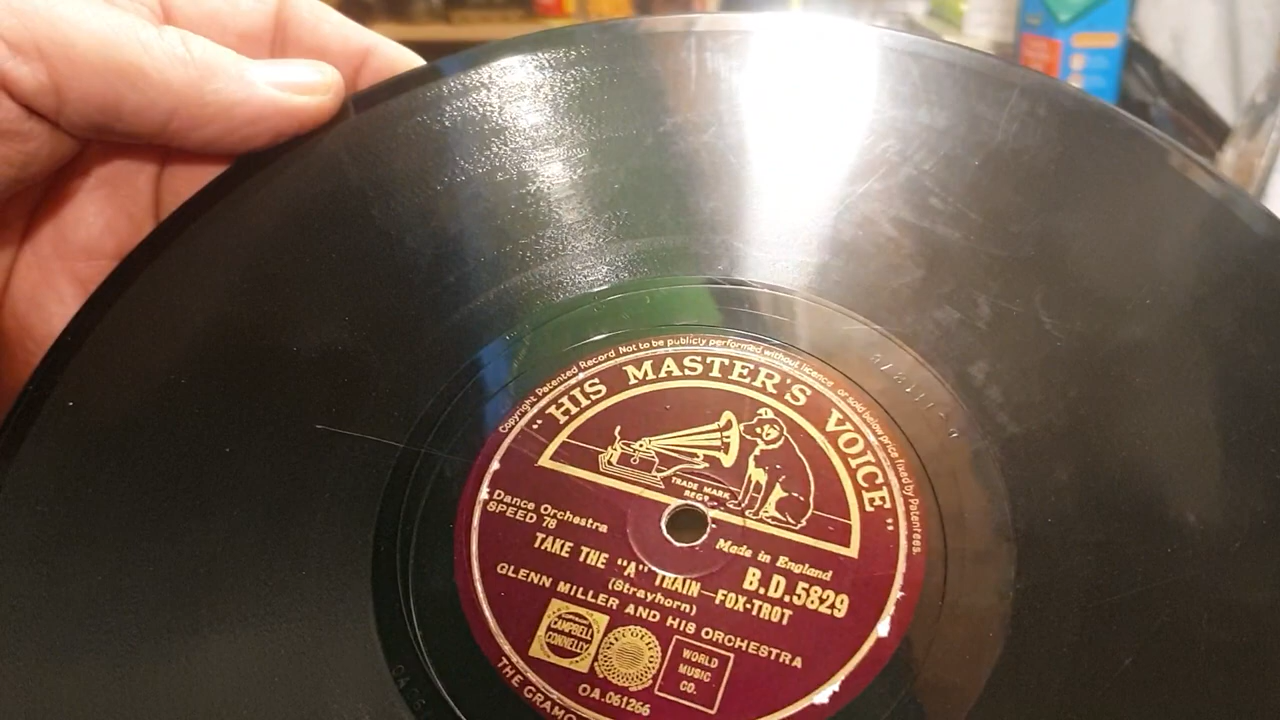 Copyright Patented Record Not to be publicly performed without licence or sold below price fixed by Patentees.
"HIS MASTER'S VOICE"
TRADE MARK
REGD
Dance Orchestra
SPEED 78
Made in England
B.D.5829
TAKE THE "A" TRAIN—FOX-TROT
(Strayhorn)
GLENN MILLER AND HIS ORCHESTRA
CAMPBELL
CONNELLY
WORLD
MUSIC
CO.
OA.061266
THE GRAMO